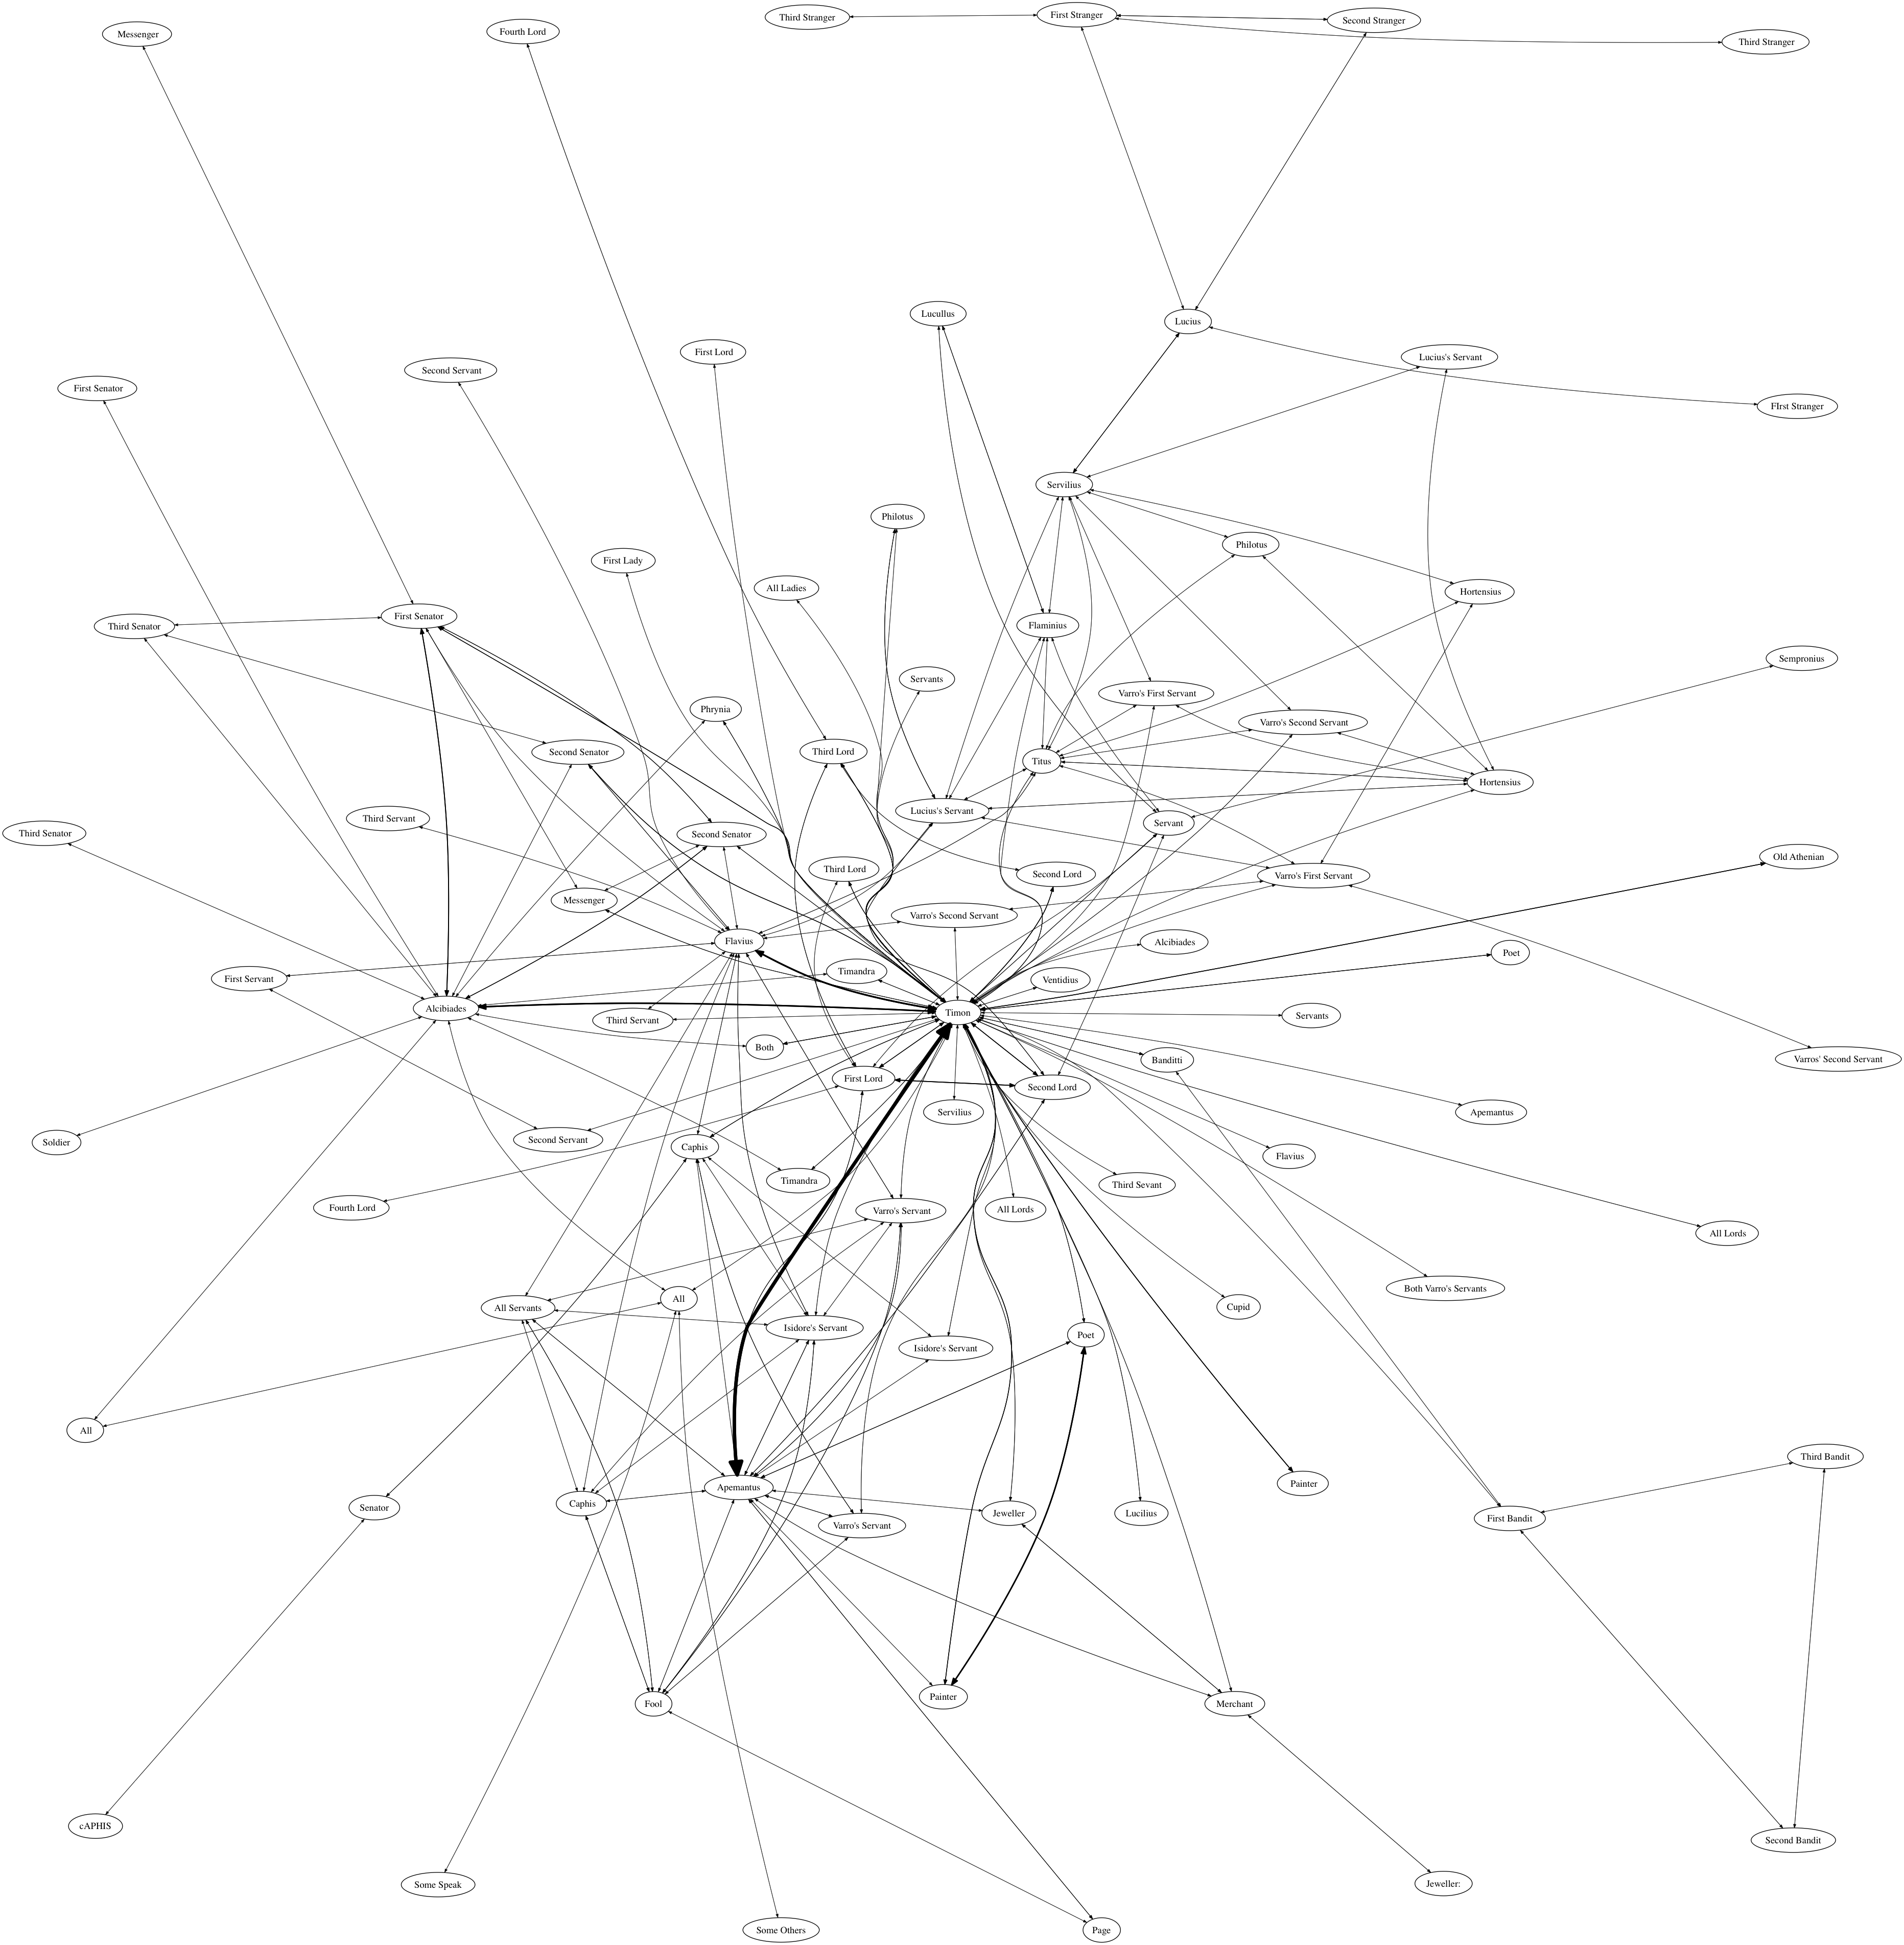 First Stranger
Third Stranger
Second Stranger
Fourth Lord
Messenger
Third Stranger
Lucullus
Lucius
First Lord
Lucius's Servant
Second Servant
First Senator
FIrst Stranger
Servilius
Philotus
Philotus
First Lady
All Ladies
Hortensius
First Senator
Third Senator
Flaminius
Sempronius
Servants
Varro's First Servant
Phrynia
Varro's Second Servant
Third Lord
Second Senator
Titus
Hortensius
Lucius's Servant
Third Servant
Servant
Third Senator
Second Senator
Old Athenian
Third Lord
Second Lord
Varro's First Servant
Messenger
Varro's Second Servant
Flavius
Alcibiades
Poet
Timandra
First Servant
Ventidius
Alcibiades
Timon
Servants
Third Servant
Both
Banditti
Varros' Second Servant
First Lord
Second Lord
Servilius
Apemantus
Second Servant
Soldier
Caphis
Flavius
Timandra
Third Sevant
Fourth Lord
Varro's Servant
All Lords
All Lords
Both Varro's Servants
All
All Servants
Cupid
Isidore's Servant
Poet
Isidore's Servant
All
Third Bandit
Painter
Apemantus
Caphis
Senator
Jeweller
Lucilius
First Bandit
Varro's Servant
Painter
Fool
Merchant
cAPHIS
Second Bandit
Jeweller:
Some Speak
Some Others
Page